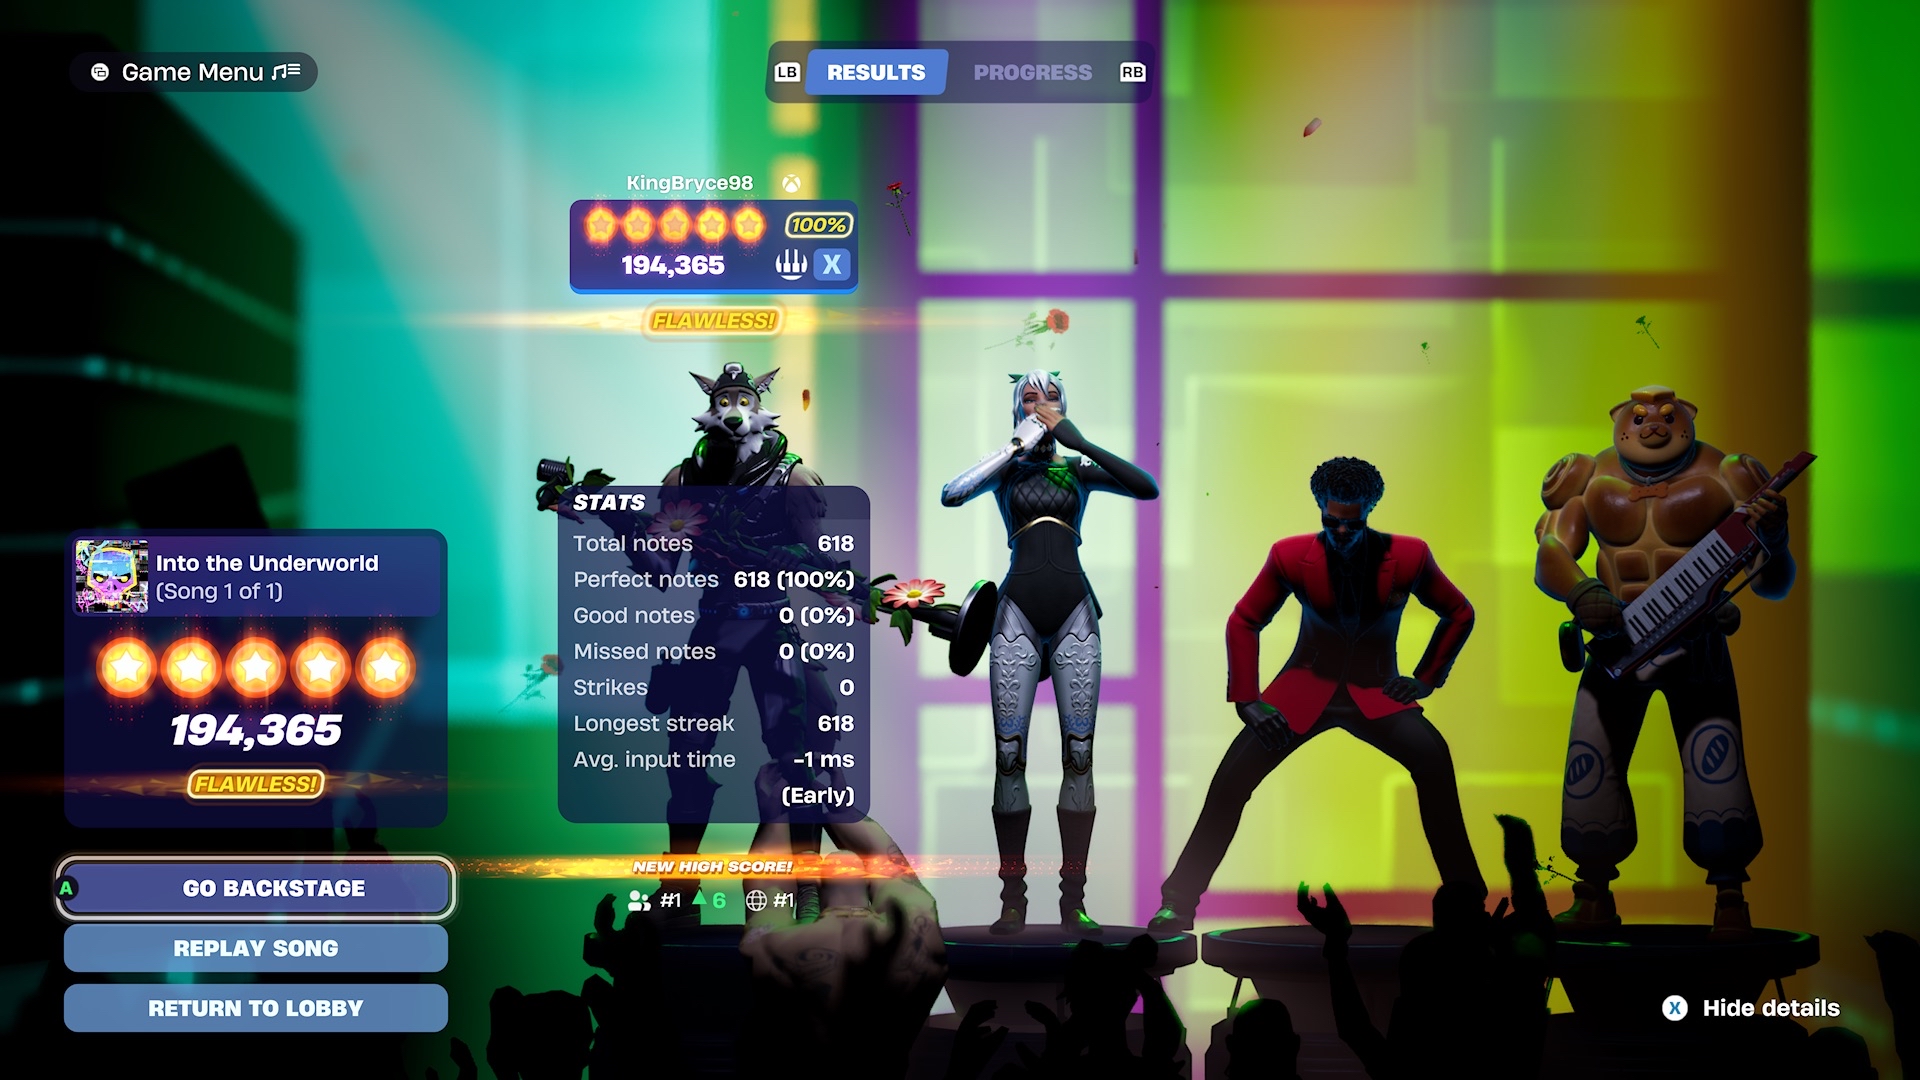 Game Menu
LB RESULTS PROGRESS RB
KingBryce98
100%
194,365 X
FLAWLESS!
STATS
Total notes 618
Perfect notes 618 (100%)
Good notes 0 (0%)
Missed notes 0 (0%)
Strikes 0
Longest streak 618
Avg. input time -1 ms
(Early)
NEW HIGH SCORE!
#1 6 #1
Into the Underworld
(Song 1 of 1)
194,365
FLAWLESS!
A GO BACKSTAGE
REPLAY SONG
RETURN TO LOBBY
X Hide details